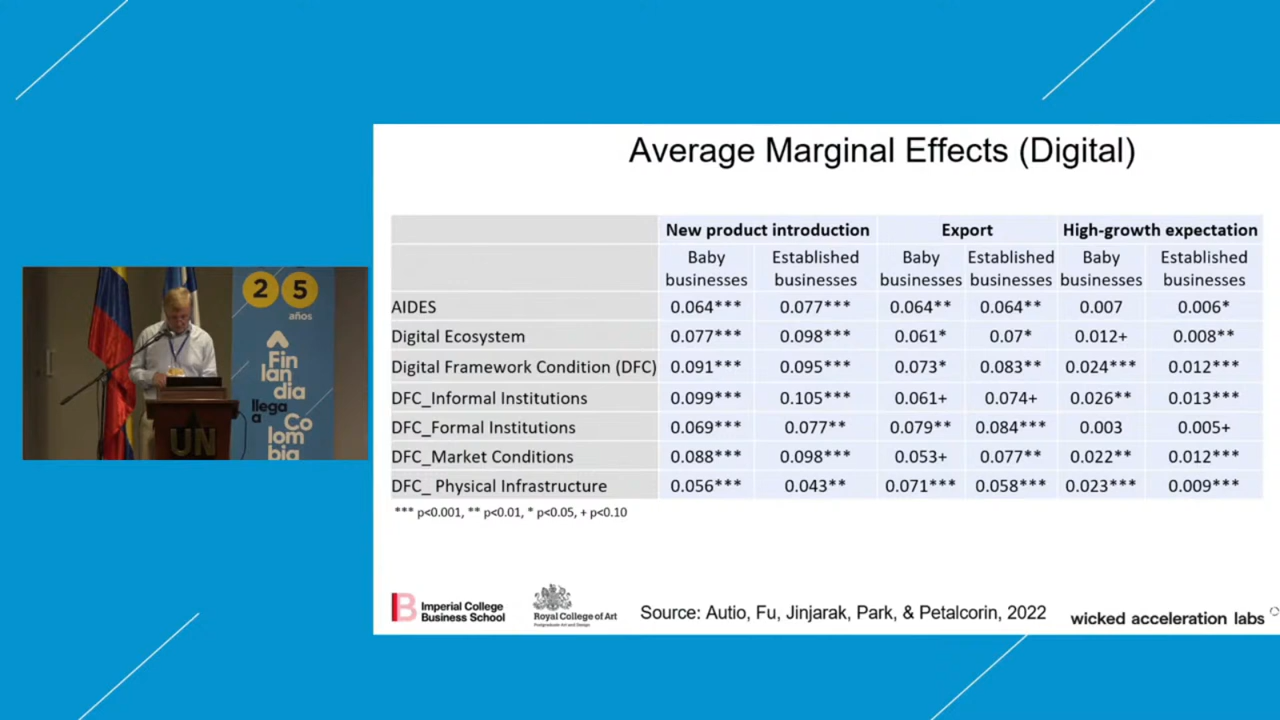 Average Marginal Effects (Digital)
New product introduction Export High-growth expectation
Baby businesses Established businesses Baby businesses Established businesses Baby businesses Established businesses
AIDES 0.064*** 0.077*** 0.064** 0.064** 0.007 0.006*
Digital Ecosystem 0.077*** 0.098*** 0.061* 0.07* 0.012+ 0.008**
Digital Framework Condition (DFC) 0.091*** 0.095*** 0.073* 0.083** 0.024*** 0.012***
DFC_Informal Institutions 0.099*** 0.105*** 0.061+ 0.074+ 0.026** 0.013***
DFC_Formal Institutions 0.069*** 0.077** 0.079** 0.084*** 0.003 0.005+
DFC_Market Conditions 0.088*** 0.098*** 0.053+ 0.077** 0.022** 0.012***
DFC_ Physical Infrastructure 0.056*** 0.043** 0.071*** 0.058*** 0.023*** 0.009***
*** p<0.001, ** p<0.01, * p<0.05, + p<0.10
B
Imperial College
Business School
Royal College of Art
Postgraduate Art and Design
Source: Autio, Fu, Jinjarak, Park, & Petalcorin, 2022
wicked acceleration labs
25
años
Fin
lan
dia
llega
a
Co
lom
bia
UN